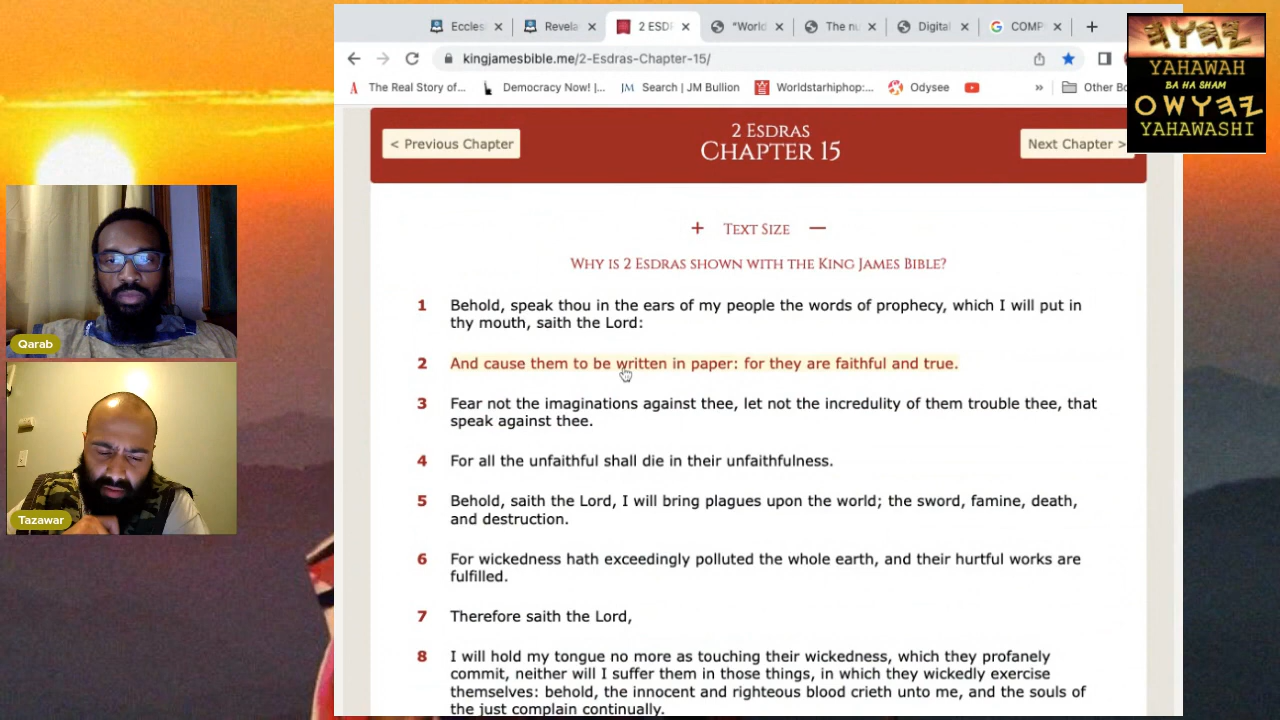 Eccles
Revela
2 ESDR
"World
The nu
Digital
COMP
kingjamesbible.me/2-Esdras-Chapter-15/
The Real Story of...
Democracy Now! |...
JM Search | JM Bullion
Worldstarhiphop:...
Odysee
»
Other Bo
YAHAWAH
BA HA SHAM
YAHAWASHI
< Previous Chapter
2 ESDRAS
CHAPTER 15
Next Chapter >
+ TEXT SIZE —
WHY IS 2 ESDRAS SHOWN WITH THE KING JAMES BIBLE?
1 Behold, speak thou in the ears of my people the words of prophecy, which I will put in
thy mouth, saith the Lord:
2 And cause them to be written in paper: for they are faithful and true.
3 Fear not the imaginations against thee, let not the incredulity of them trouble thee, that
speak against thee.
4 For all the unfaithful shall die in their unfaithfulness.
5 Behold, saith the Lord, I will bring plagues upon the world; the sword, famine, death,
and destruction.
6 For wickedness hath exceedingly polluted the whole earth, and their hurtful works are
fulfilled.
7 Therefore saith the Lord,
8 I will hold my tongue no more as touching their wickedness, which they profanely
commit, neither will I suffer them in those things, in which they wickedly exercise
themselves: behold, the innocent and righteous blood crieth unto me, and the souls of
the just complain continually.
Qarab
Tazawar